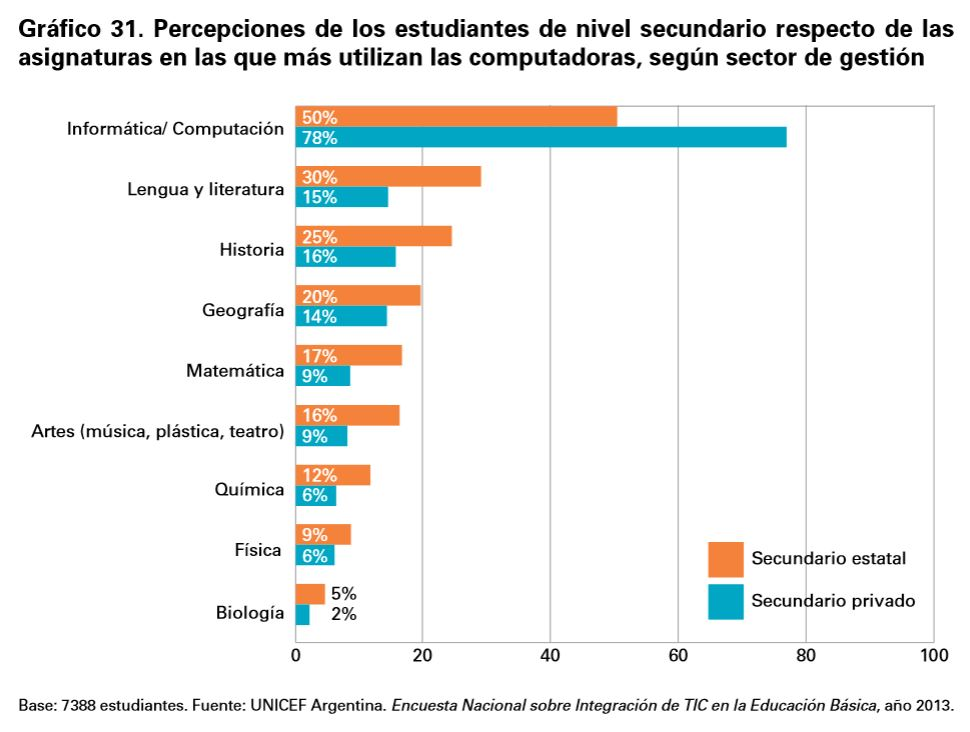 Gráfico 31. Percepciones de los estudiantes de nivel secundario respecto de las
asignaturas en las que más utilizan las computadoras, según sector de gestión
Informática/ Computación
50%
78%
Lengua y literatura
30%
15%
Historia
25%
16%
Geografía
20%
14%
Matemática
17%
9%
Artes (música, plástica, teatro)
16%
9%
Química
12%
6%
Física
9%
6%
Biología
5%
2%
Secundario estatal
Secundario privado
0 20 40 60 80 100
Base: 7388 estudiantes. Fuente: UNICEF Argentina. Encuesta Nacional sobre Integración de TIC en la Educación Básica, año 2013.